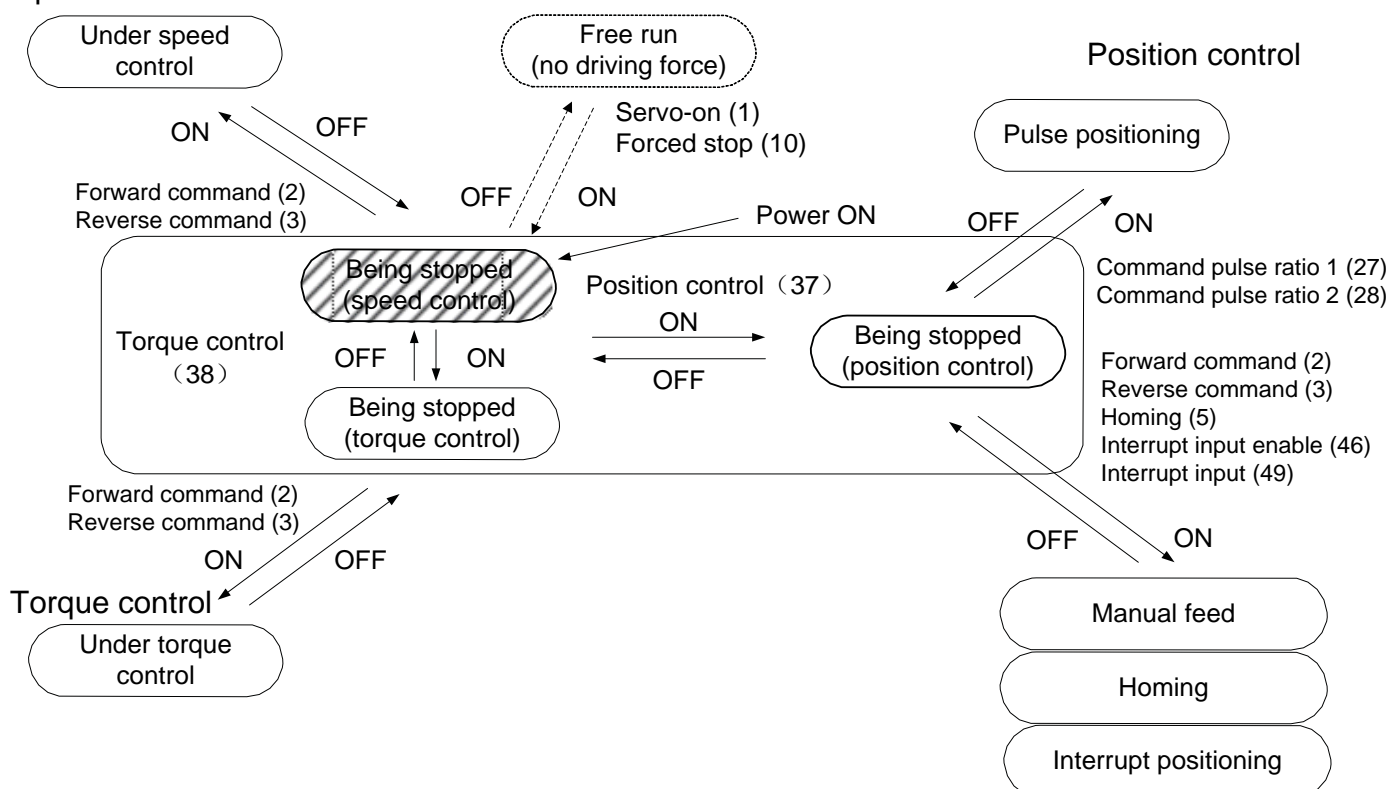 Under speed
control
Free run
(no driving force)
Position control
Servo-on (1)
Forced stop (10)
Pulse positioning
ON
OFF
Forward command (2)
Reverse command (3)
OFF
ON
Power ON
OFF
ON
Being stopped
(speed control)
Position control（37）
Command pulse ratio 1 (27)
Command pulse ratio 2 (28)
Torque control
（38）
OFF
ON
ON
OFF
Being stopped
(position control)
Being stopped
(torque control)
Forward command (2)
Reverse command (3)
Homing (5)
Interrupt input enable (46)
Interrupt input (49)
Forward command (2)
Reverse command (3)
ON
OFF
OFF
ON
Torque control
Under torque
control
Manual feed
Homing
Interrupt positioning